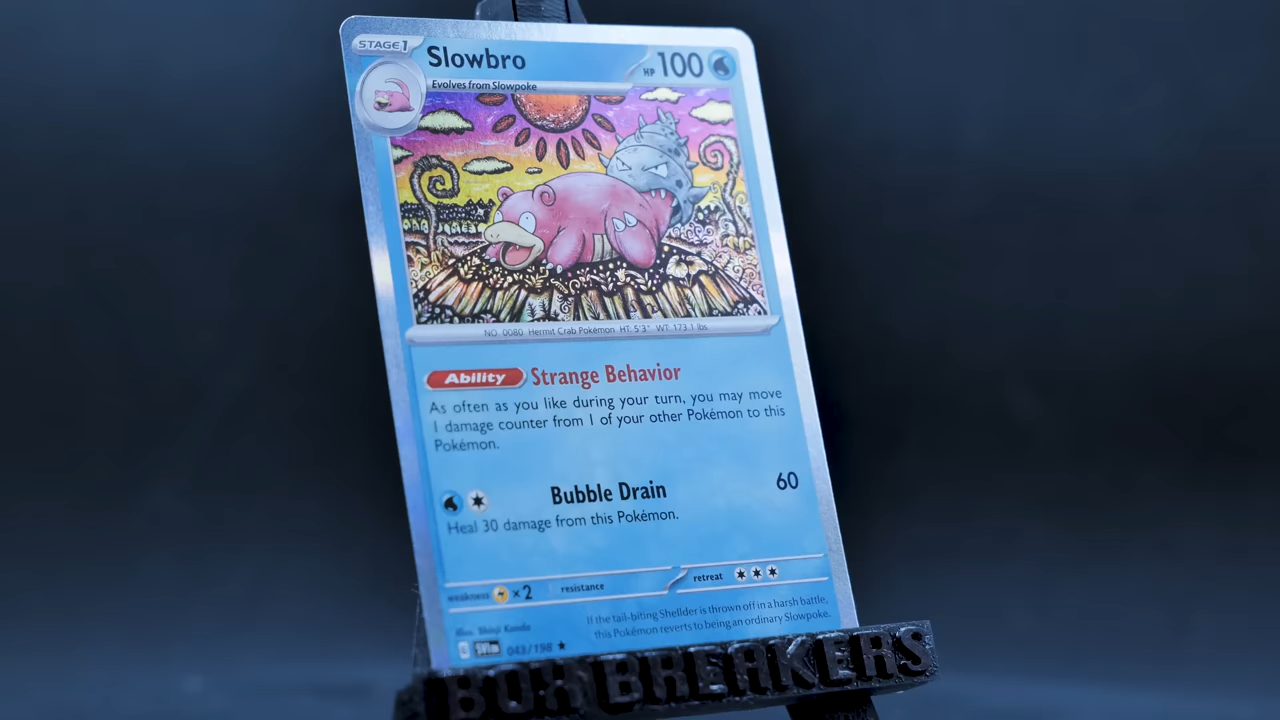 STAGE 1
Slowbro
HP 100
Evolves from Slowpoke
NO. 0080 Hermit Crab Pokémon HT: 5'3" WT: 173.1 lbs.
Ability Strange Behavior
As often as you like during your turn, you may move
1 damage counter from 1 of your other Pokémon to this
Pokémon.
Bubble Drain 60
Heal 30 damage from this Pokémon.
weakness ×2 resistance retreat
If the tail-biting Shellder is thrown off in a harsh battle,
this Pokémon reverts to being an ordinary Slowpoke.
Illus. Shinji Kanda
G SVI EN 043/198 ★
BOX BREAKERS